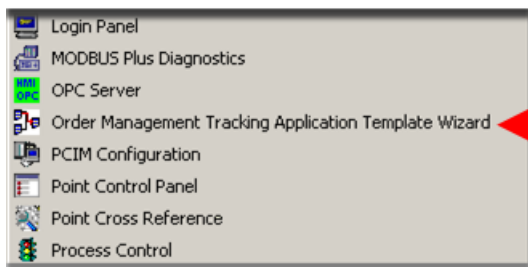 Login Panel
MODBUS Plus Diagnostics
HMI
OPC
OPC Server
Order Management Tracking Application Template Wizard
PCIM Configuration
Point Control Panel
Point Cross Reference
Process Control